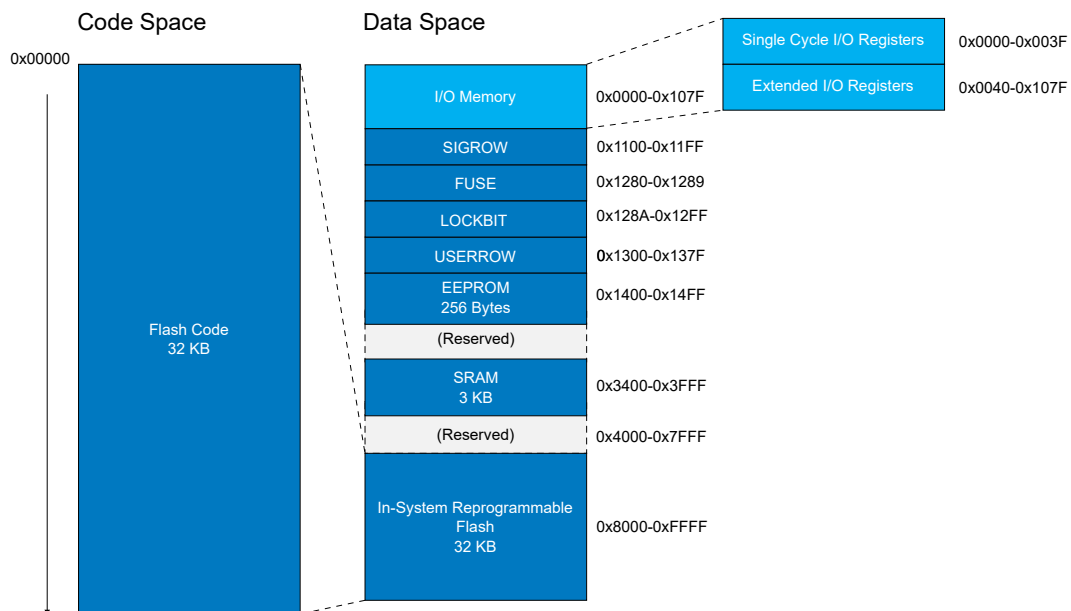 Code Space
Data Space
0x00000
Flash Code
32 KB
I/O Memory
0x0000-0x107F
Single Cycle I/O Registers
0x0000-0x003F
Extended I/O Registers
0x0040-0x107F
SIGROW
0x1100-0x11FF
FUSE
0x1280-0x1289
LOCKBIT
0x128A-0x12FF
USERROW
0x1300-0x137F
EEPROM
256 Bytes
0x1400-0x14FF
(Reserved)
SRAM
3 KB
0x3400-0x3FFF
(Reserved)
0x4000-0x7FFF
In-System Reprogrammable
Flash
32 KB
0x8000-0xFFFF